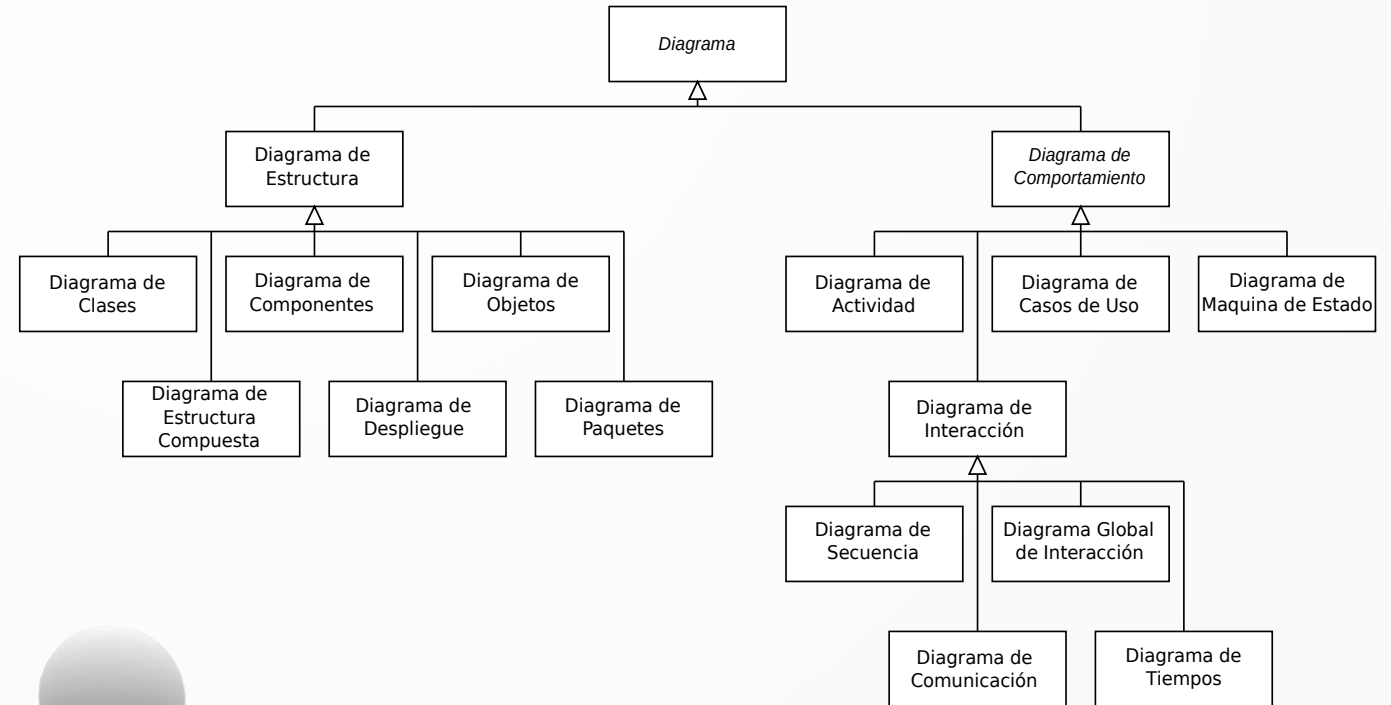 Diagrama
Diagrama de
Estructura
Diagrama de
Comportamiento
Diagrama de
Clases
Diagrama de
Componentes
Diagrama de
Objetos
Diagrama de
Actividad
Diagrama de
Casos de Uso
Diagrama de
Maquina de Estado
Diagrama de
Estructura
Compuesta
Diagrama de
Despliegue
Diagrama de
Paquetes
Diagrama de
Interacción
Diagrama de
Secuencia
Diagrama Global
de Interacción
Diagrama de
Comunicación
Diagrama de
Tiempos